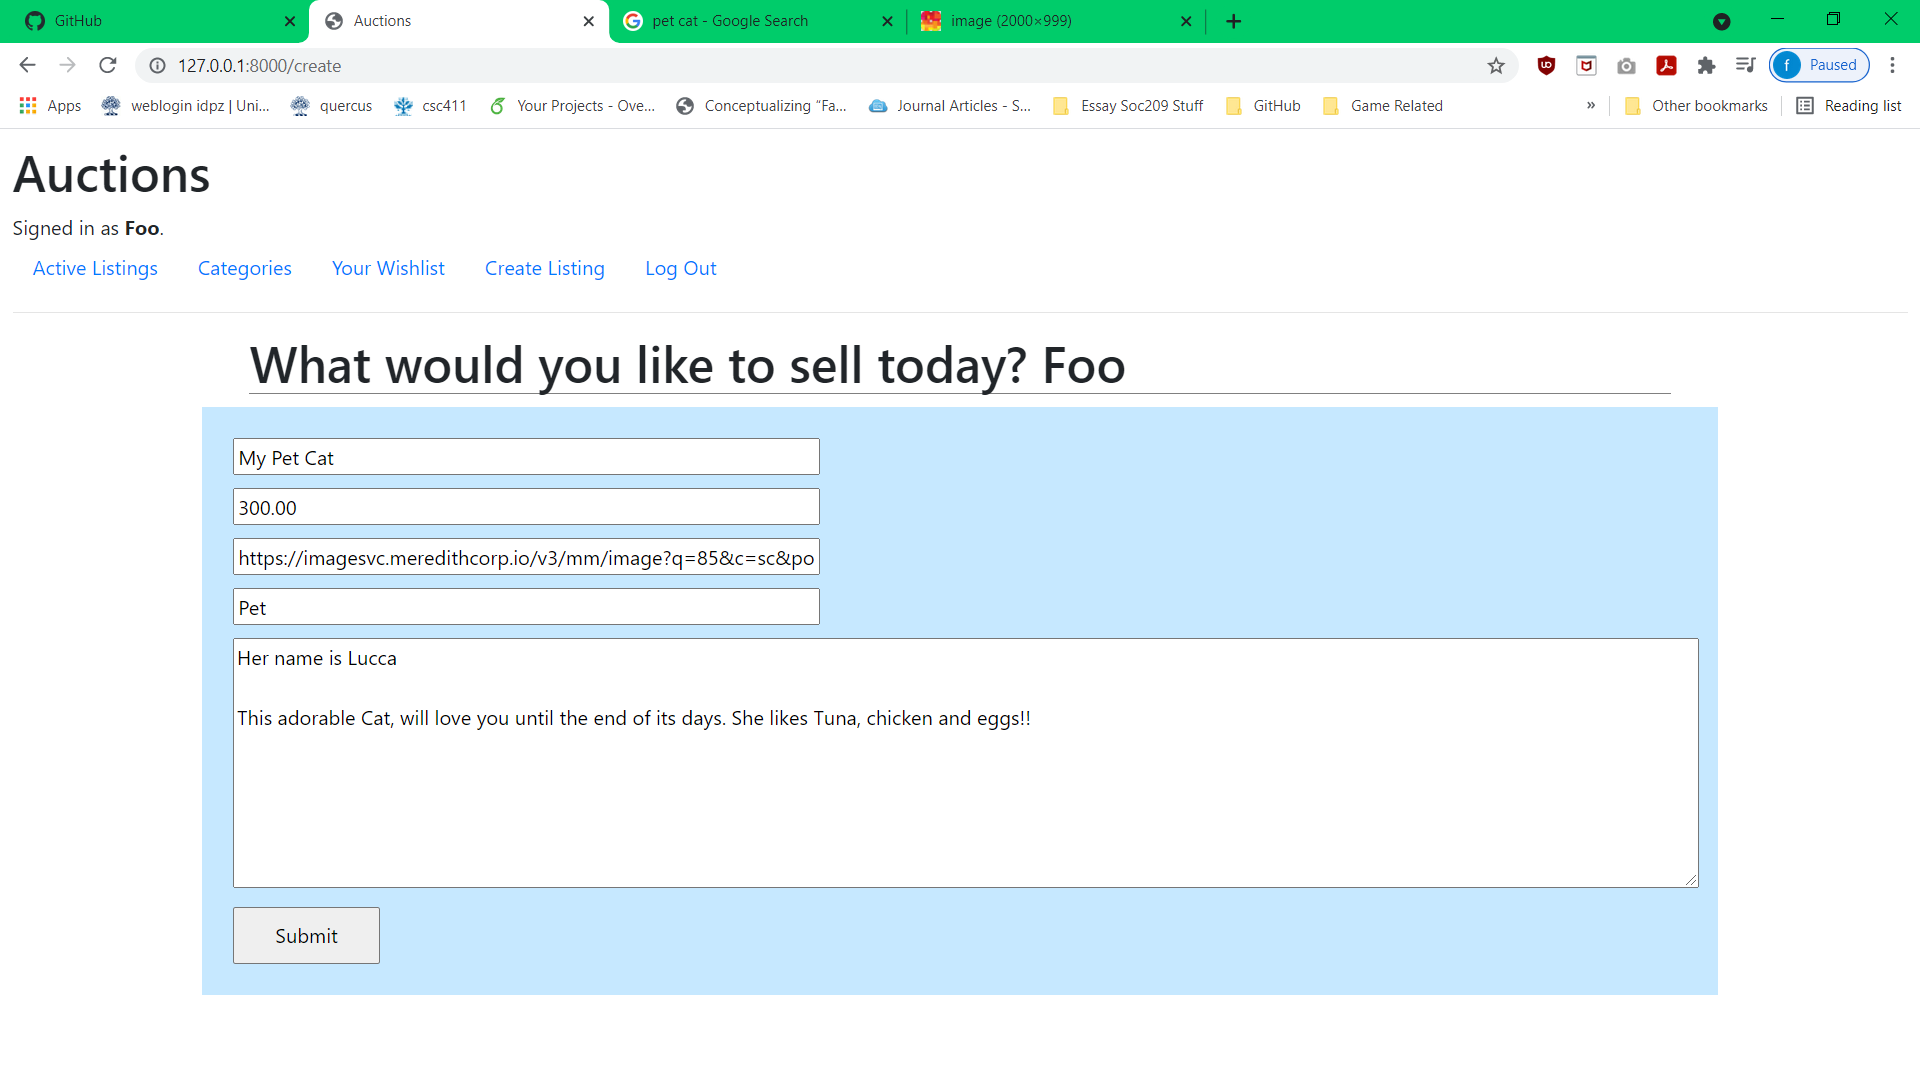 GitHub
Auctions
pet cat - Google Search
image (2000×999)
127.0.0.1:8000/create
f Paused
Apps
weblogin idpz | Uni...
quercus
csc411
Your Projects - Ove...
Conceptualizing “Fa...
Journal Articles - S...
Essay Soc209 Stuff
GitHub
Game Related
»
Other bookmarks
Reading list
Auctions
Signed in as Foo.
Active Listings
Categories
Your Wishlist
Create Listing
Log Out
What would you like to sell today? Foo
My Pet Cat
300.00
https://imagesvc.meredithcorp.io/v3/mm/image?q=85&c=sc&po
Pet
Her name is Lucca
This adorable Cat, will love you until the end of its days. She likes Tuna, chicken and eggs!!
Submit